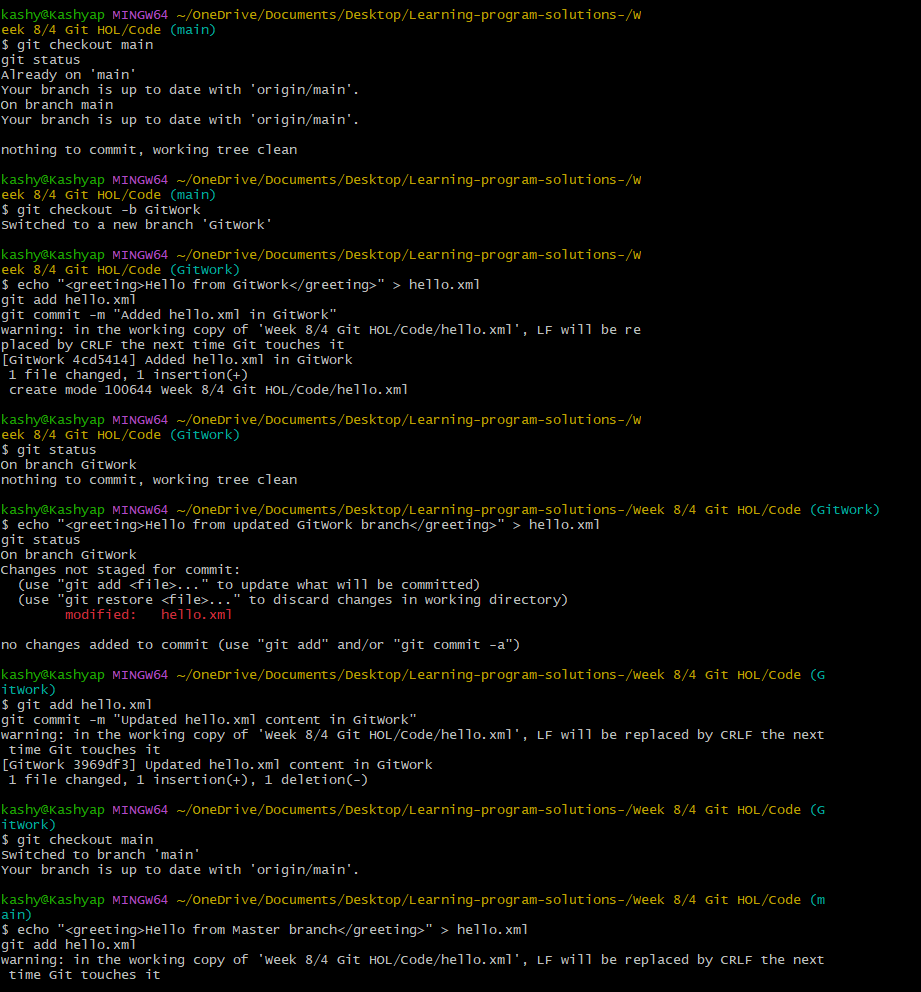 kashy@Kashyap MINGW64 ~/OneDrive/Documents/Desktop/Learning-program-solutions-/W
eek 8/4 Git HOL/Code (main)
$ git checkout main
git status
Already on 'main'
Your branch is up to date with 'origin/main'.
On branch main
Your branch is up to date with 'origin/main'.

nothing to commit, working tree clean

kashy@Kashyap MINGW64 ~/OneDrive/Documents/Desktop/Learning-program-solutions-/W
eek 8/4 Git HOL/Code (main)
$ git checkout -b GitWork
Switched to a new branch 'GitWork'

kashy@Kashyap MINGW64 ~/OneDrive/Documents/Desktop/Learning-program-solutions-/W
eek 8/4 Git HOL/Code (GitWork)
$ echo "<greeting>Hello from GitWork</greeting>" > hello.xml
git add hello.xml
git commit -m "Added hello.xml in GitWork"
warning: in the working copy of 'Week 8/4 Git HOL/Code/hello.xml', LF will be re
placed by CRLF the next time Git touches it
[GitWork 4cd5414] Added hello.xml in GitWork
 1 file changed, 1 insertion(+)
 create mode 100644 Week 8/4 Git HOL/Code/hello.xml

kashy@Kashyap MINGW64 ~/OneDrive/Documents/Desktop/Learning-program-solutions-/W
eek 8/4 Git HOL/Code (GitWork)
$ git status
On branch GitWork
nothing to commit, working tree clean

kashy@Kashyap MINGW64 ~/OneDrive/Documents/Desktop/Learning-program-solutions-/Week 8/4 Git HOL/Code (GitWork)
$ echo "<greeting>Hello from updated GitWork branch</greeting>" > hello.xml
git status
On branch GitWork
Changes not staged for commit:
  (use "git add <file>..." to update what will be committed)
  (use "git restore <file>..." to discard changes in working directory)
        modified:   hello.xml

no changes added to commit (use "git add" and/or "git commit -a")

kashy@Kashyap MINGW64 ~/OneDrive/Documents/Desktop/Learning-program-solutions-/Week 8/4 Git HOL/Code (G
itWork)
$ git add hello.xml
git commit -m "Updated hello.xml content in GitWork"
warning: in the working copy of 'Week 8/4 Git HOL/Code/hello.xml', LF will be replaced by CRLF the next
 time Git touches it
[GitWork 3969df3] Updated hello.xml content in GitWork
 1 file changed, 1 insertion(+), 1 deletion(-)

kashy@Kashyap MINGW64 ~/OneDrive/Documents/Desktop/Learning-program-solutions-/Week 8/4 Git HOL/Code (G
itWork)
$ git checkout main
Switched to branch 'main'
Your branch is up to date with 'origin/main'.

kashy@Kashyap MINGW64 ~/OneDrive/Documents/Desktop/Learning-program-solutions-/Week 8/4 Git HOL/Code (m
ain)
$ echo "<greeting>Hello from Master branch</greeting>" > hello.xml
git add hello.xml
warning: in the working copy of 'Week 8/4 Git HOL/Code/hello.xml', LF will be replaced by CRLF the next
 time Git touches it